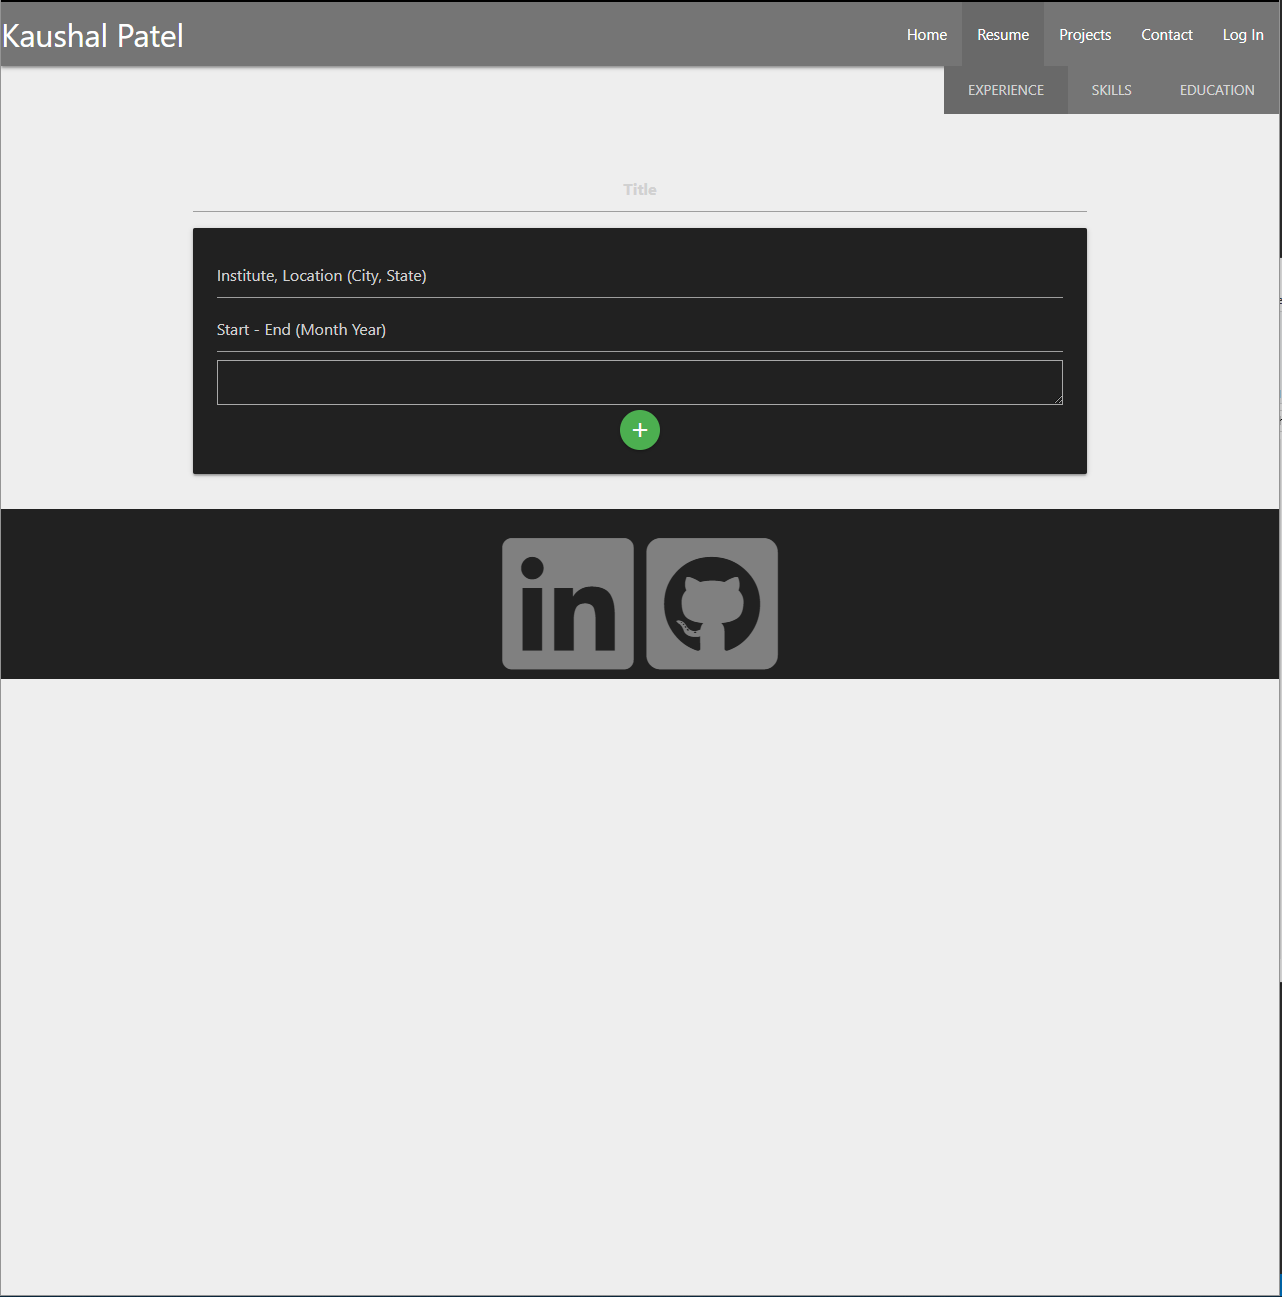 Kaushal Patel
Home Resume Projects Contact Log In
EXPERIENCE SKILLS EDUCATION
Title
Institute, Location (City, State)
Start - End (Month Year)
+
in